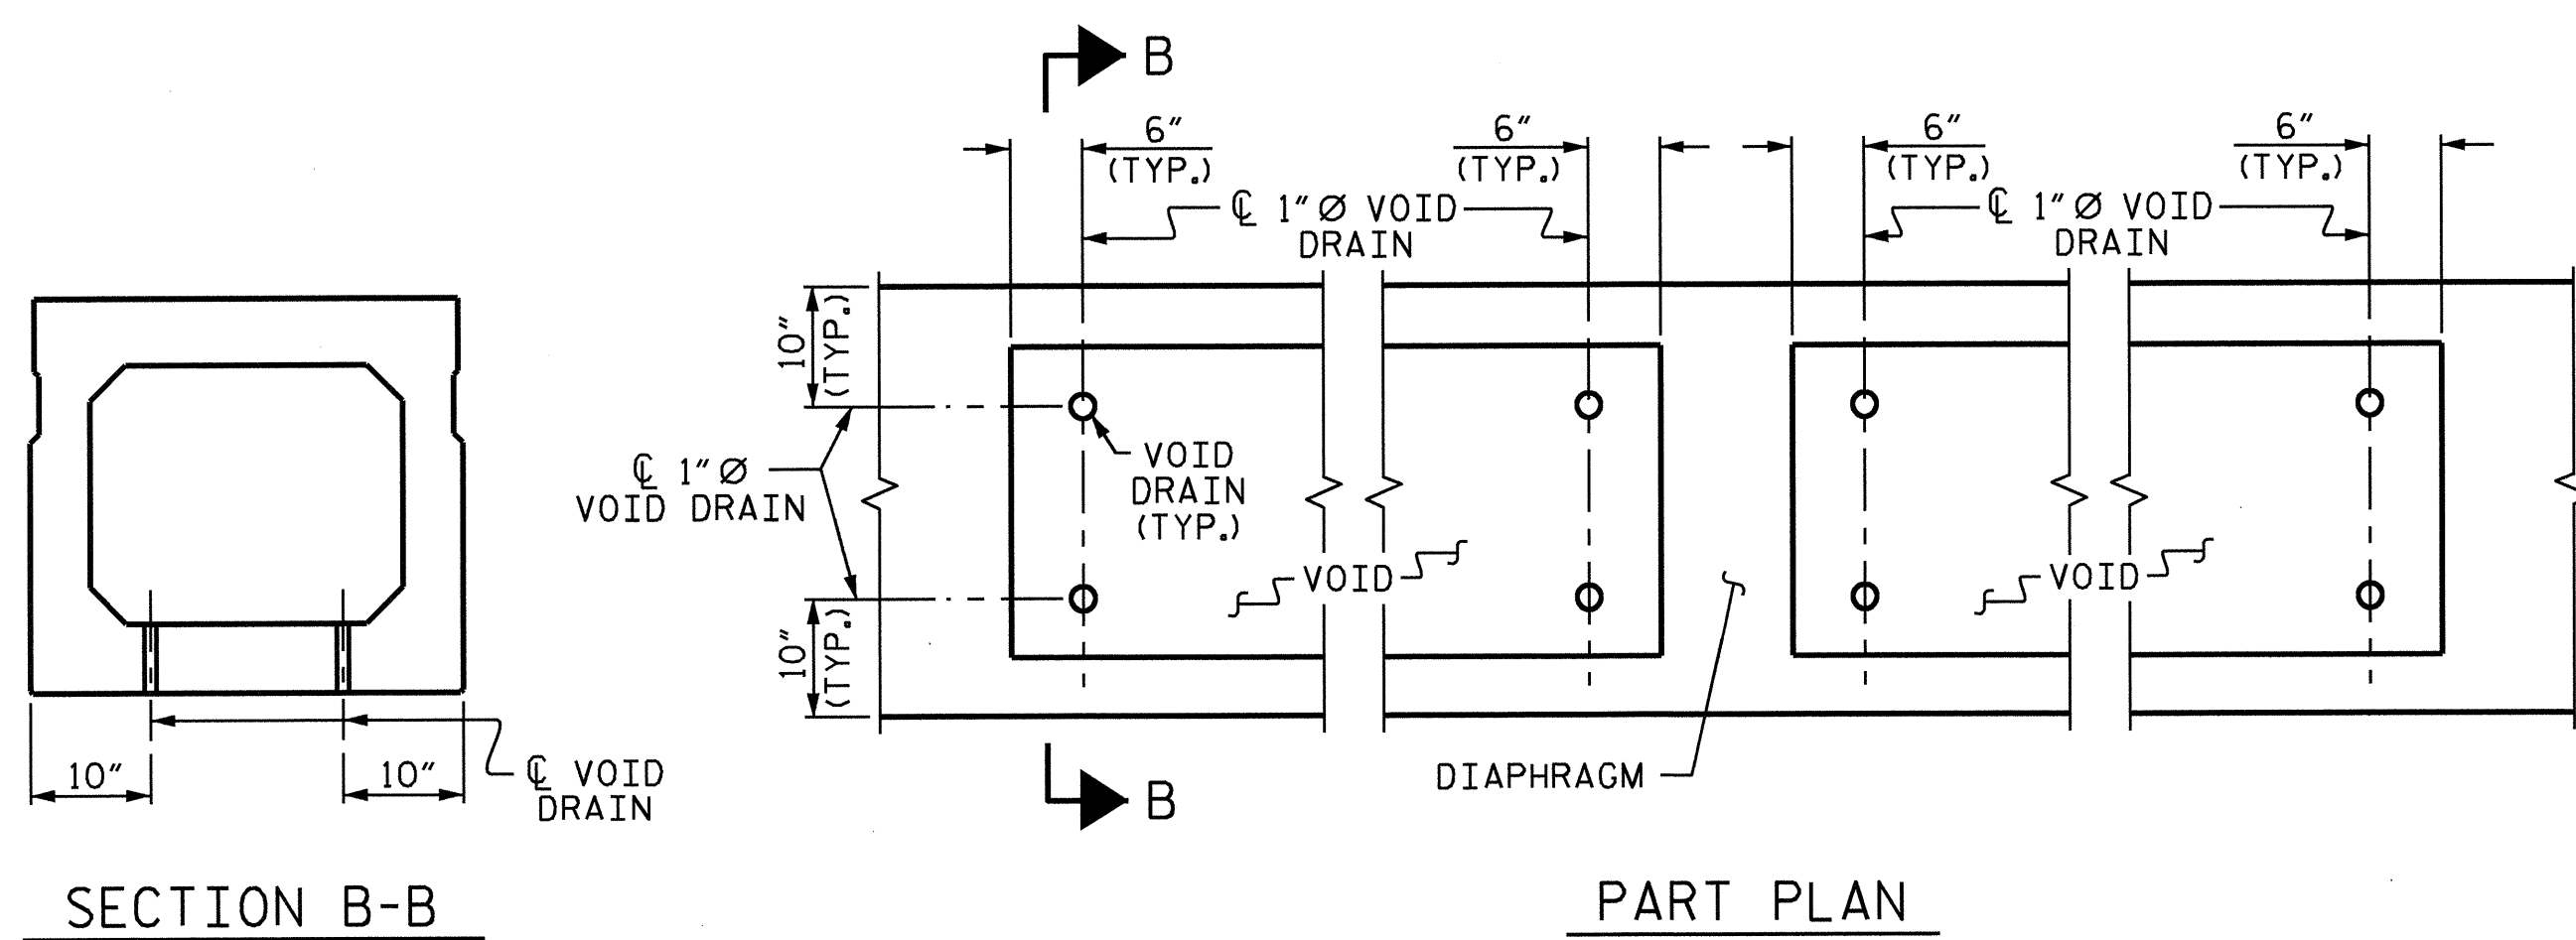 B
6" 6" 6" 6"
(TYP.) (TYP.) (TYP.) (TYP.)
℄ 1"Ø VOID
DRAIN
℄ 1"Ø VOID
DRAIN
10"
(TYP.)
℄ 1"Ø
VOID DRAIN
VOID
DRAIN
(TYP.)
VOID
VOID
10"
(TYP.)
DIAPHRAGM
B
10"
10"
℄ VOID
DRAIN
SECTION B-B
PART PLAN